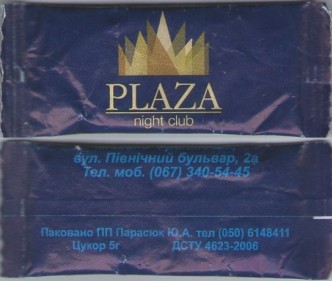 PLAZA
night club
вул. Північний бульвар, 2а
Тел. моб. (067) 340-54-45
Паковано ПП Парасюк Ю.А. тел (050) 6148411
Цукор 5г ДСТУ 4623-2006